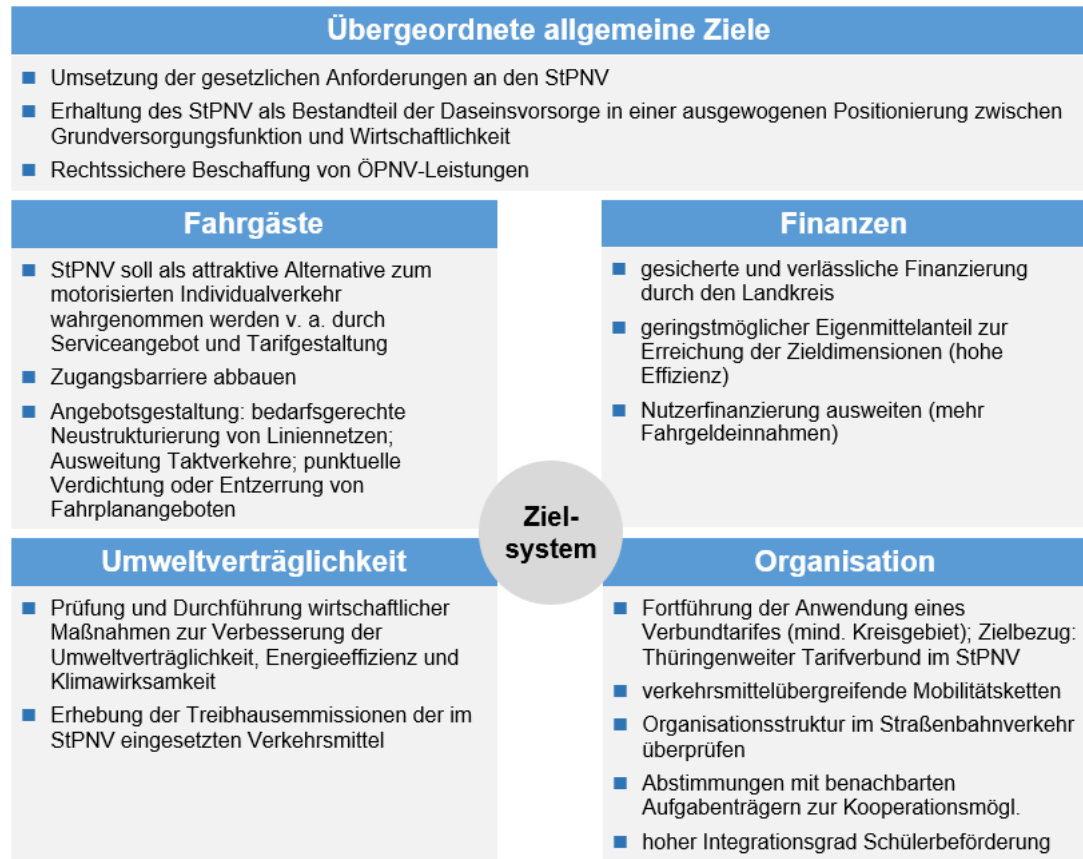 Übergeordnete allgemeine Ziele
Umsetzung der gesetzlichen Anforderungen an den StPNV
Erhaltung des StPNV als Bestandteil der Daseinsvorsorge in einer ausgewogenen Positionierung zwischen
Grundversorgungsfunktion und Wirtschaftlichkeit
Rechtssichere Beschaffung von ÖPNV-Leistungen
Fahrgäste
StPNV soll als attraktive Alternative zum
motorisierten Individualverkehr
wahrgenommen werden v. a. durch
Serviceangebot und Tarifgestaltung
Zugangsbarriere abbauen
Angebotsgestaltung: bedarfsgerechte
Neustrukturierung von Liniennetzen;
Ausweitung Taktverkehre; punktuelle
Verdichtung oder Entzerrung von
Fahrplanangeboten
Finanzen
gesicherte und verlässliche Finanzierung
durch den Landkreis
geringstmöglicher Eigenmittelanteil zur
Erreichung der Zieldimensionen (hohe
Effizienz)
Nutzerfinanzierung ausweiten (mehr
Fahrgeldeinnahmen)
Ziel-
system
Umweltverträglichkeit
Prüfung und Durchführung wirtschaftlicher
Maßnahmen zur Verbesserung der
Umweltverträglichkeit, Energieeffizienz und
Klimawirksamkeit
Erhebung der Treibhausemmissionen der im
StPNV eingesetzten Verkehrsmittel
Organisation
Fortführung der Anwendung eines
Verbundtarifes (mind. Kreisgebiet); Zielbezug:
Thüringenweiter Tarifverbund im StPNV
verkehrsmittelübergreifende Mobilitätsketten
Organisationsstruktur im Straßenbahnverkehr
überprüfen
Abstimmungen mit benachbarten
Aufgabenträgern zur Kooperationsmögl.
hoher Integrationsgrad Schülerbeförderung